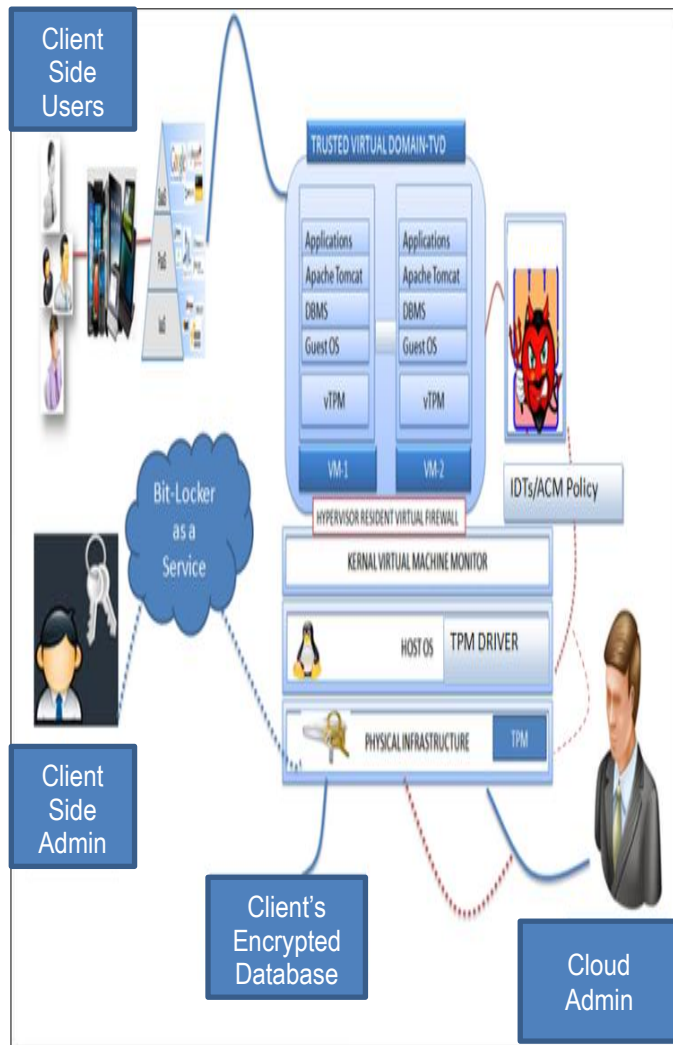 Client
Side
Users
TRUSTED VIRTUAL DOMAIN-TVD
Applications
Apache Tomcat
DBMS
Guest OS
vTPM
VM-1
Applications
Apache Tomcat
DBMS
Guest OS
vTPM
VM-2
IDTs/ACM Policy
HYPERVISOR RESIDENT VIRTUAL FIREWALL
KERNAL VIRTUAL MACHINE MONITOR
HOST OS
TPM DRIVER
PHYSICAL INFRASTRUCTURE
TPM
Bit-Locker
as a
Service
Client
Side
Admin
Client's
Encrypted
Database
Cloud
Admin